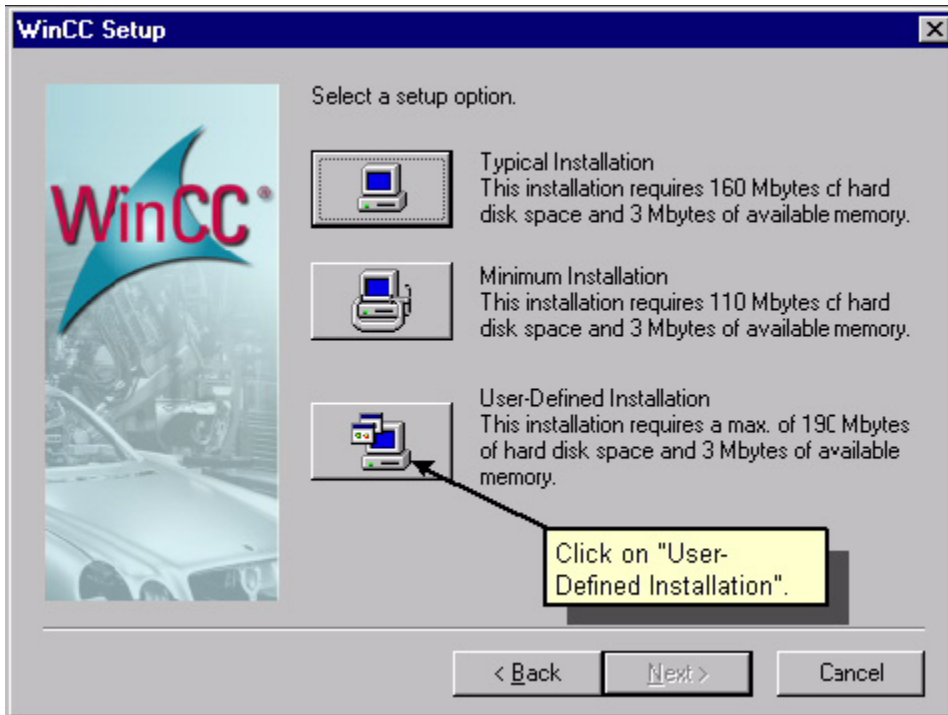 WinCC Setup
Select a setup option.
WinCC®
Typical Installation
This installation requires 160 Mbytes of hard
disk space and 3 Mbytes of available memory.
Minimum Installation
This installation requires 110 Mbytes of hard
disk space and 3 Mbytes of available memory.
User-Defined Installation
This installation requires a max. of 190 Mbytes
of hard disk space and 3 Mbytes of available
memory.
Click on "User-
Defined Installation".
< Back
Next >
Cancel